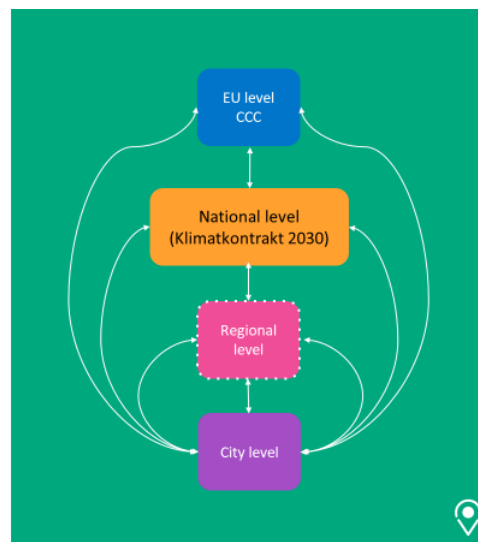 EU level
CCC
National level
(Klimatkontrakt 2030)
Regional
level
City level